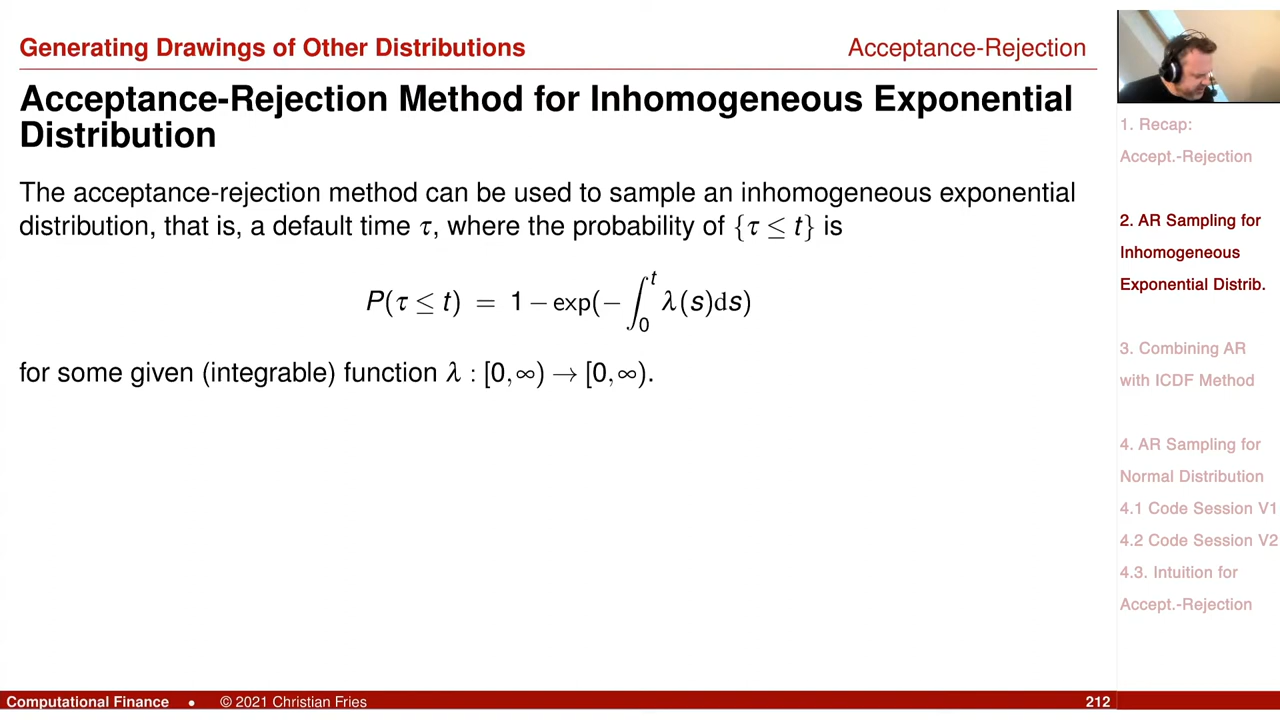 Generating Drawings of Other Distributions
Acceptance-Rejection
Acceptance-Rejection Method for Inhomogeneous Exponential
Distribution
The acceptance-rejection method can be used to sample an inhomogeneous exponential
distribution, that is, a default time τ, where the probability of {τ ≤ t} is
P(τ ≤ t) = 1 − exp(− ∫₀ᵗ λ(s)ds)
for some given (integrable) function λ : [0,∞) → [0,∞).
1. Recap:
Accept.-Rejection
2. AR Sampling for
Inhomogeneous
Exponential Distrib.
3. Combining AR
with ICDF Method
4. AR Sampling for
Normal Distribution
4.1 Code Session V1
4.2 Code Session V2
4.3. Intuition for
Accept.-Rejection
Computational Finance • © 2021 Christian Fries
212